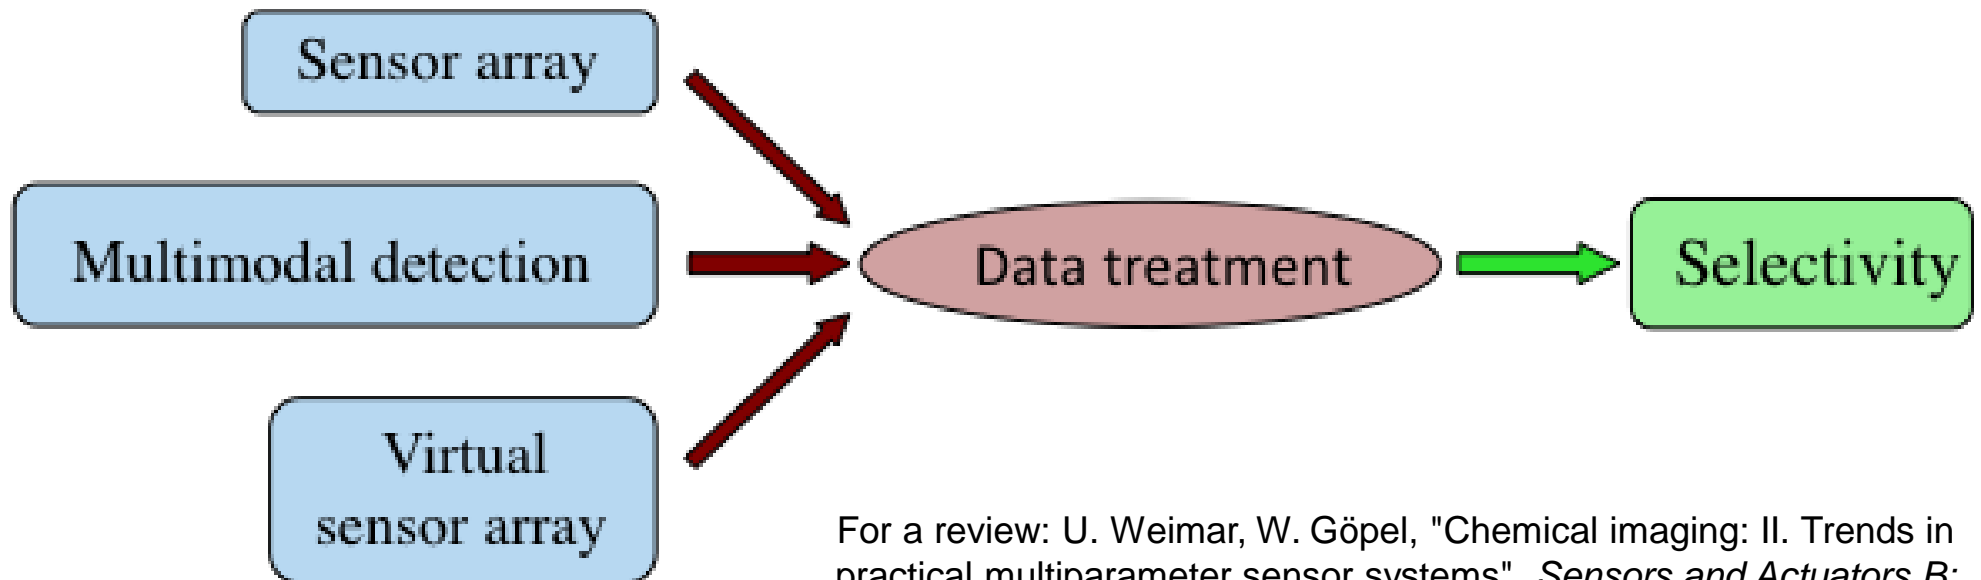 Sensor array
Multimodal detection
Data treatment
Selectivity
Virtual
sensor array
For a review: U. Weimar, W. Göpel, "Chemical imaging: II. Trends in
practical multiparameter sensor systems", Sensors and Actuators B: